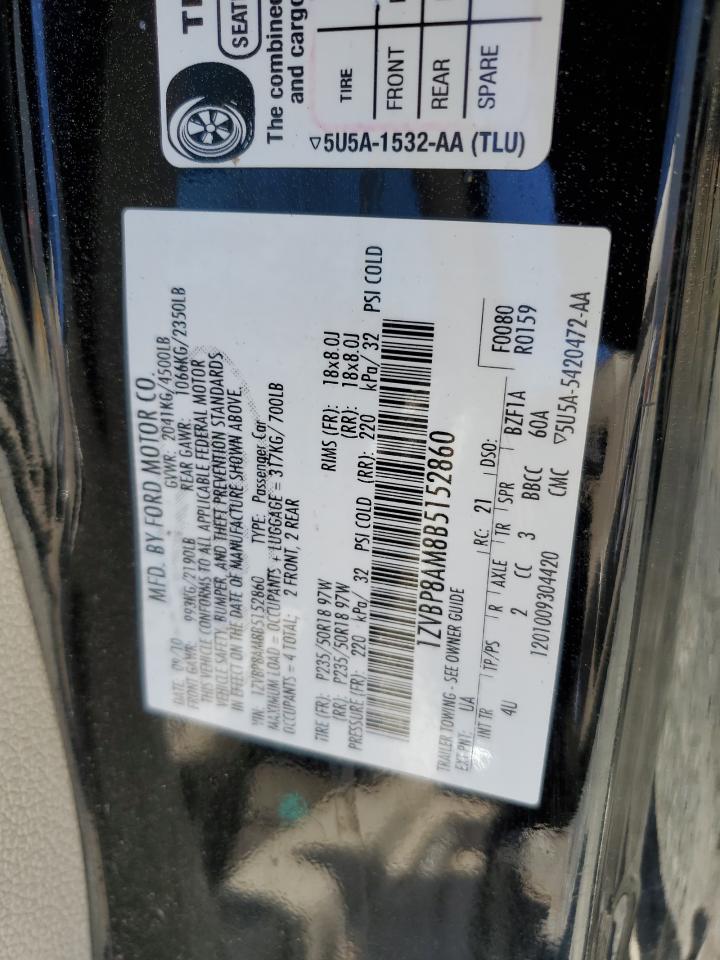 SEATI
The combined
and cargo
TIRE
FRONT
REAR
SPARE
▽5U5A-1532-AA (TLU)
MFD. BY FORD MOTOR CO.
DATE: 09/10 GVWR: 2041KG/4500LB
FRONT GAWR: 993KG/2190LB REAR GAWR: 1066KG/2350LB
THIS VEHICLE CONFORMS TO ALL APPLICABLE FEDERAL MOTOR
VEHICLE SAFETY, BUMPER, AND THEFT PREVENTION STANDARDS
IN EFFECT ON THE DATE OF MANUFACTURE SHOWN ABOVE.
VIN: 1ZVBP8AM8B5152860 TYPE: Passenger Car
MAXIMUM LOAD = OCCUPANTS + LUGGAGE = 317KG/700LB
OCCUPANTS = 4 TOTAL; 2 FRONT, 2 REAR
TIRE (FR): P235/50R18 97W RIMS (FR): 18x8.0J
(RR): P235/50R18 97W (RR): 18x8.0J
PRESSURE (FR): 220 kPa/ 32 PSI COLD (RR): 220 kPa/ 32 PSI COLD
1ZVBP8AM8B5152860
TRAILER TOWING - SEE OWNER GUIDE
EXT PNT: UA RC: 21 DSO: F0080
INT TR TP/PS R AXLE TR SPR R0159
4U 2 CC 3 BBCC BZF1A 60A
1201009304420 CMC
▽5U5A-5420472-AA